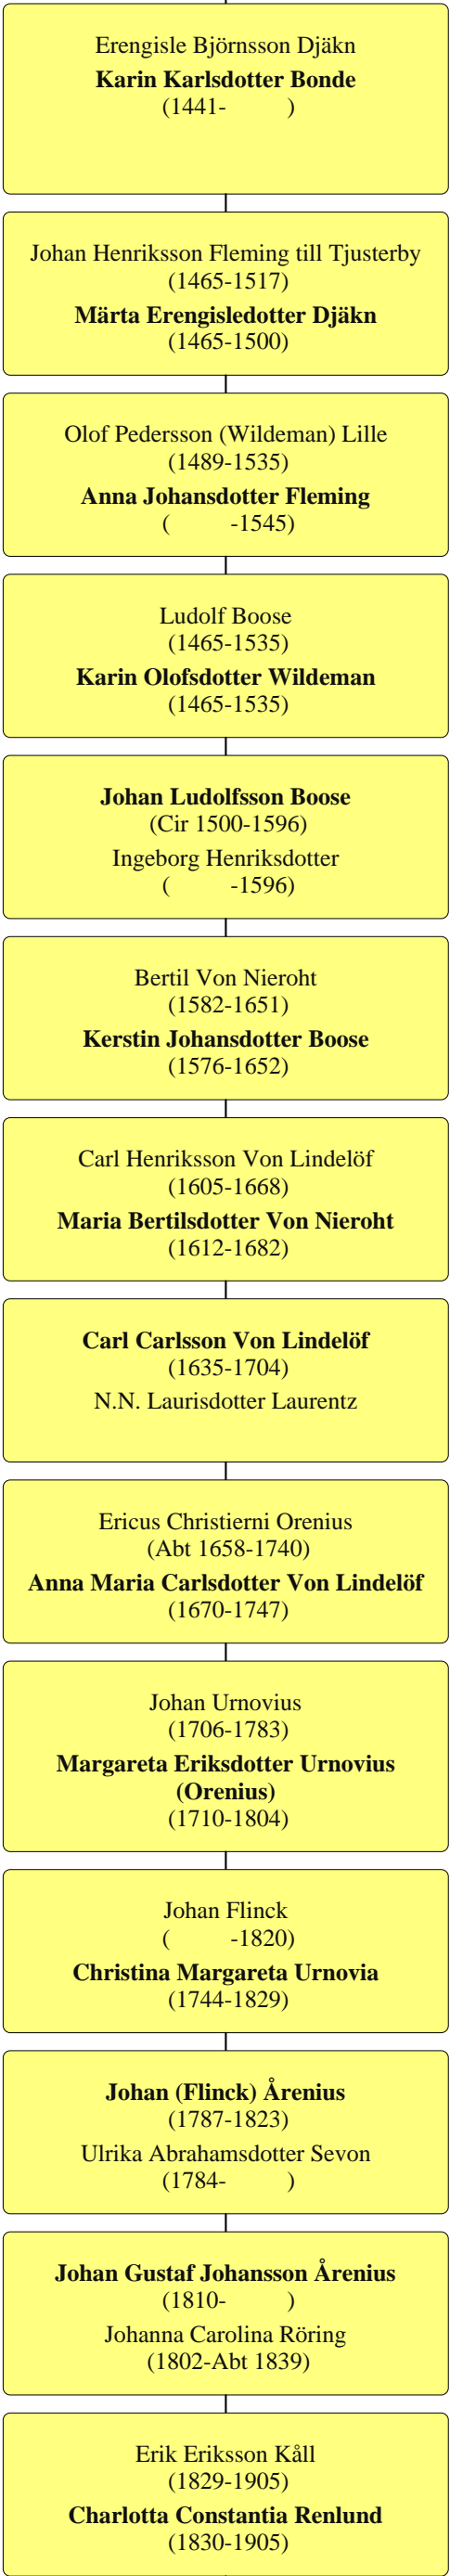 Erengisle Björnsson Djäkn
Karin Karlsdotter Bonde
(1441- )
Johan Henriksson Fleming till Tjusterby
(1465-1517)
Märta Erengisledotter Djäkn
(1465-1500)
Olof Pedersson (Wildeman) Lille
(1489-1535)
Anna Johansdotter Fleming
( -1545)
Ludolf Boose
(1465-1535)
Karin Olofsdotter Wildeman
(1465-1535)
Johan Ludolfsson Boose
(Cir 1500-1596)
Ingeborg Henriksdotter
( -1596)
Bertil Von Nieroht
(1582-1651)
Kerstin Johansdotter Boose
(1576-1652)
Carl Henriksson Von Lindelöf
(1605-1668)
Maria Bertilsdotter Von Nieroht
(1612-1682)
Carl Carlsson Von Lindelöf
(1635-1704)
N.N. Laurisdotter Laurentz
Ericus Christierni Orenius
(Abt 1658-1740)
Anna Maria Carlsdotter Von Lindelöf
(1670-1747)
Johan Urnovius
(1706-1783)
Margareta Eriksdotter Urnovius
(Orenius)
(1710-1804)
Johan Flinck
( -1820)
Christina Margareta Urnovia
(1744-1829)
Johan (Flinck) Årenius
(1787-1823)
Ulrika Abrahamsdotter Sevon
(1784- )
Johan Gustaf Johansson Årenius
(1810- )
Johanna Carolina Röring
(1802-Abt 1839)
Erik Eriksson Kåll
(1829-1905)
Charlotta Constantia Renlund
(1830-1905)